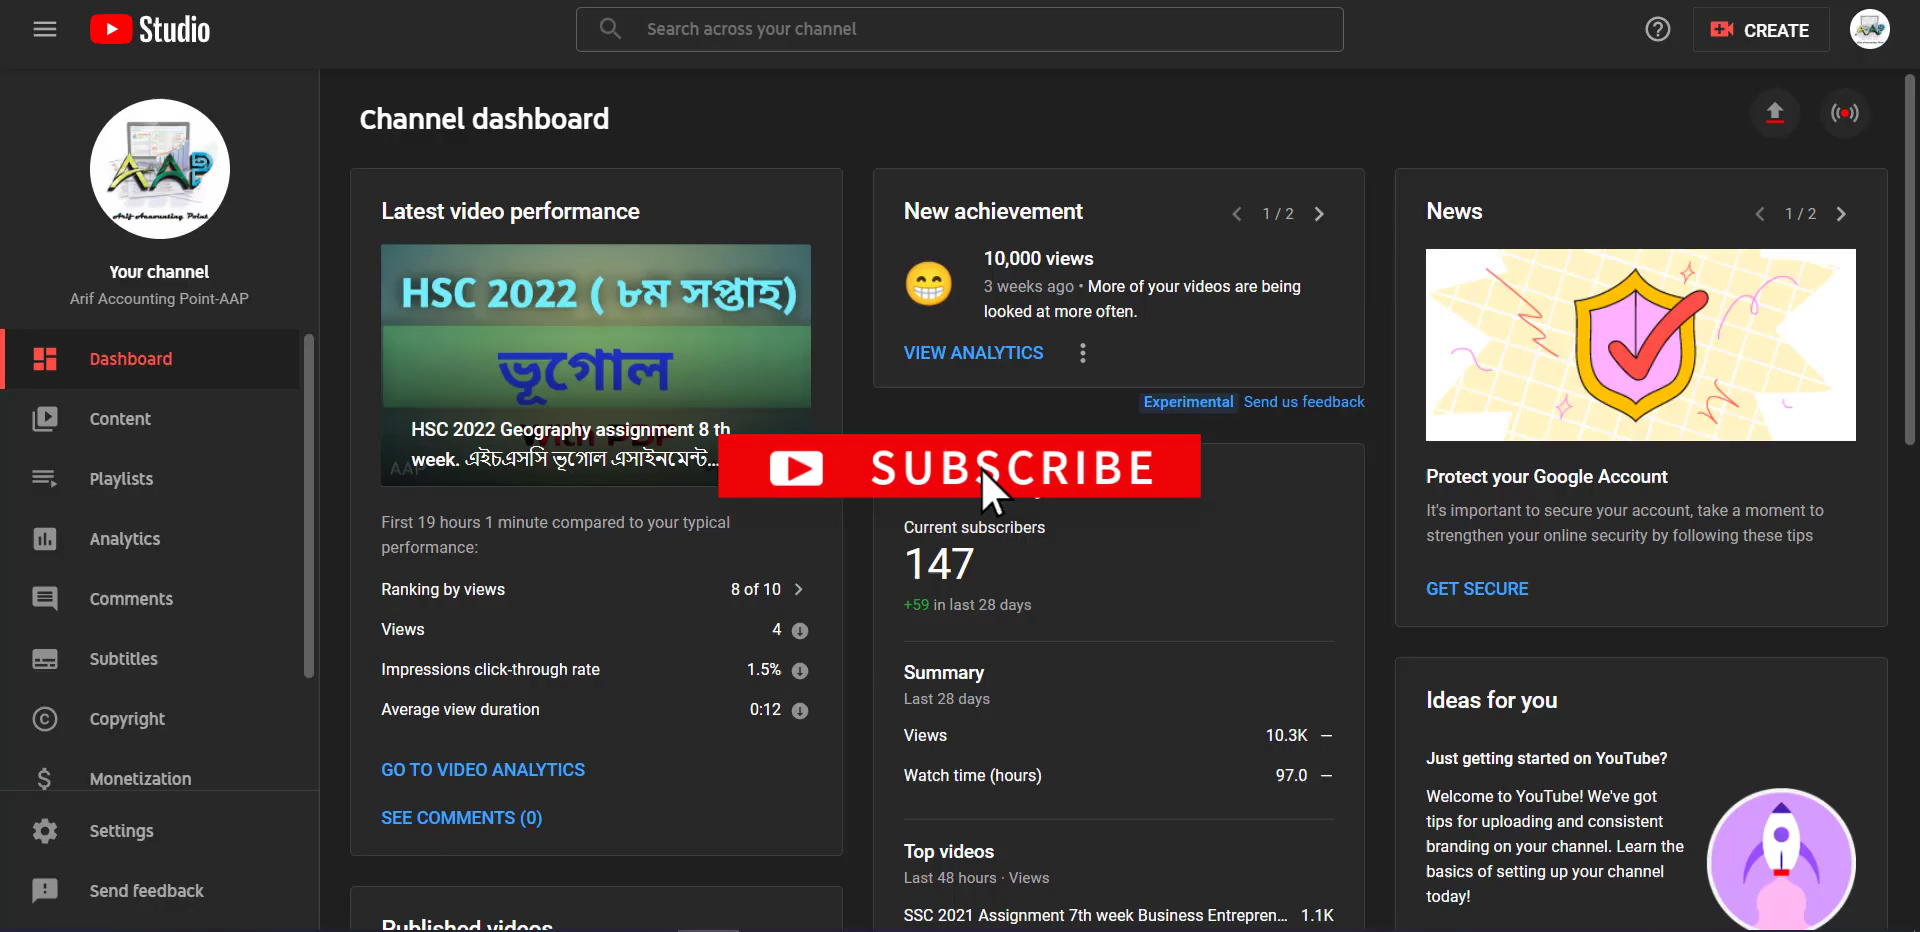 Studio
Search across your channel
CREATE
Your channel
Arif Accounting Point-AAP
Dashboard
Content
Playlists
Analytics
Comments
Subtitles
Copyright
Monetization
Settings
Send feedback
Channel dashboard
Latest video performance
HSC 2022 ( ৮ম সপ্তাহ)
ভূগোল
HSC 2022 Geography assignment 8 th
week. এইচএসসি ভূগোল এসাইনমেন্ট...
First 19 hours 1 minute compared to your typical
performance:
Ranking by views 8 of 10
Views 4
Impressions click-through rate 1.5%
Average view duration 0:12
GO TO VIDEO ANALYTICS
SEE COMMENTS (0)
Published videos
New achievement 1 / 2
10,000 views
3 weeks ago • More of your videos are being
looked at more often.
VIEW ANALYTICS
Experimental Send us feedback
SUBSCRIBE
Current subscribers
147
+59 in last 28 days
Summary
Last 28 days
Views 10.3K —
Watch time (hours) 97.0 —
Top videos
Last 48 hours · Views
SSC 2021 Assignment 7th week Business Entrepren... 1.1K
News 1 / 2
Protect your Google Account
It's important to secure your account, take a moment to
strengthen your online security by following these tips
GET SECURE
Ideas for you
Just getting started on YouTube?
Welcome to YouTube! We've got
tips for uploading and consistent
branding on your channel. Learn the
basics of setting up your channel
today!